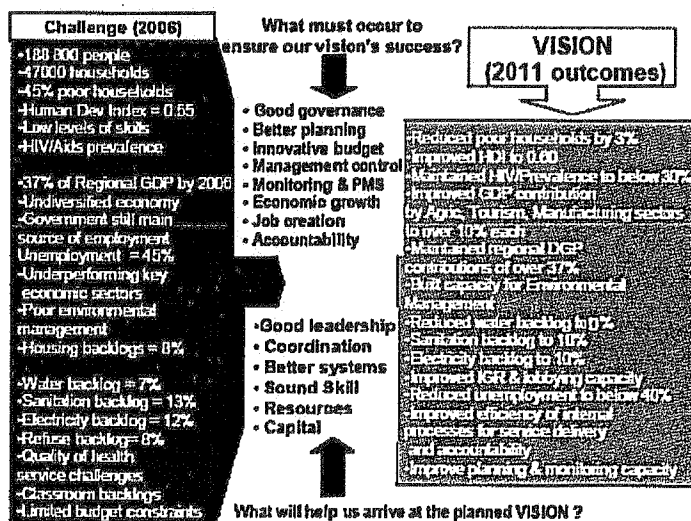 Challenge (2006)
•188 800 people
•47000 households
•45% poor households
•Human Dev Index = 0.55
•Low levels of skills
•HIV/Aids prevalence
•37% of Regional GDP by 2006
•Undiversified economy
•Government still main
source of employment
Unemployment = 45%
•Underperforming key
economic sectors
•Poor environmental
management
•Housing backlogs = 8%
•Water backlog = 7%
•Sanitation backlog = 13%
•Electricity backlog = 12%
•Refuse backlog= 8%
•Quality of health
service challenges
•Classroom backlogs
•Limited budget constraints
What must occur to
ensure our vision's success?
• Good governance
• Better planning
• Innovative budget
• Management control
• Monitoring & PMS
• Economic growth
• Job creation
• Accountability
•Good leadership
• Coordination
• Better systems
• Sound Skill
• Resources
• Capital
What will help us arrive at the planned VISION ?
VISION
(2011 outcomes)
•Reduced poor households by 3%
•Improved HDI to 0.60
HIV/Prevalence to below 30%
•Improved GDP contribution
by Agric, Tourism, Manufacturing sectors
to over 10% each
•Maintained regional DGP
contributions of over 37%
•Built capacity for Environmental
Management
•Reduced water backlog to 0%
•Sanitation backlog to 10%
•Electricity backlog to 10%
•Improved IGR & lobbying capacity
•Reduced unemployment to below 40%
•Improved efficiency of internal
processes for service delivery
and accountability
•Improve planning & monitoring capacity